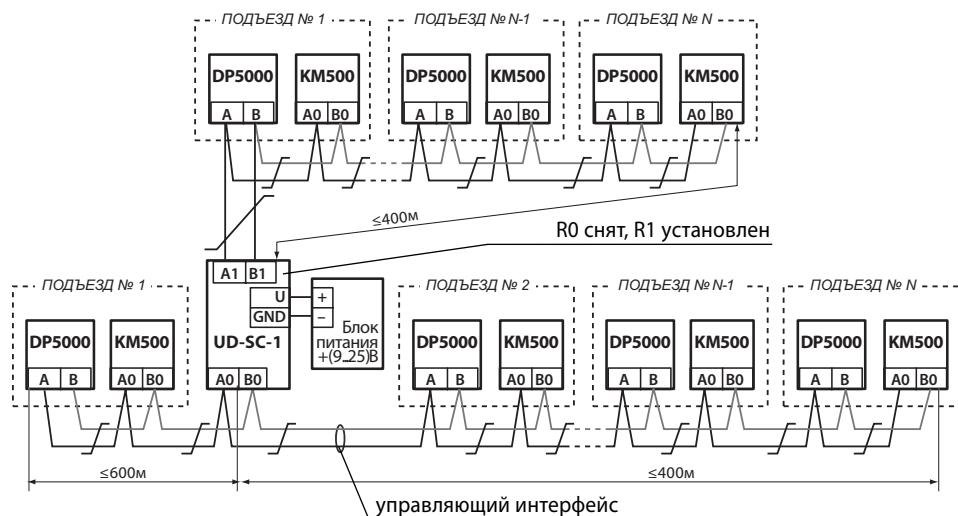 ПОДЪЕЗД № 1 ПОДЪЕЗД № N-1 ПОДЪЕЗД № N
DP5000 KM500 DP5000 KM500 DP5000 KM500
A B A0 B0 A B A0 B0 A B A0 B0
≤400м
R0 снят, R1 установлен
A1 B1
ПОДЪЕЗД № 1 ПОДЪЕЗД № 2 ПОДЪЕЗД № N-1 ПОДЪЕЗД № N
U +
GND –
Блок
питания
+(9..25)В
UD-SC-1
DP5000 KM500 DP5000 KM500 DP5000 KM500 DP5000 KM500
A B A0 B0 A0 B0 A B A0 B0 A B A0 B0 A B A0 B0
≤600м ≤400м
управляющий интерфейс